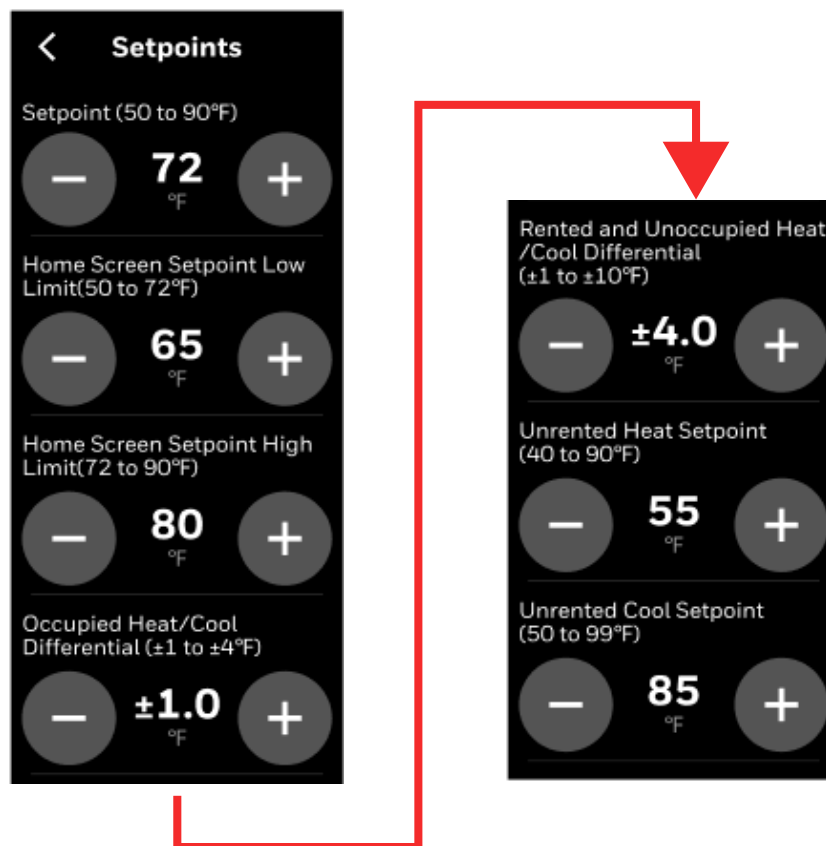 Setpoints
Setpoint (50 to 90°F)
− 72 +
°F
Home Screen Setpoint Low
Limit(50 to 72°F)
− 65 +
°F
Home Screen Setpoint High
Limit(72 to 90°F)
− 80 +
°F
Occupied Heat/Cool
Differential (±1 to ±4°F)
− ±1.0 +
°F
Rented and Unoccupied Heat
/Cool Differential
(±1 to ±10°F)
− ±4.0 +
°F
Unrented Heat Setpoint
(40 to 90°F)
− 55 +
°F
Unrented Cool Setpoint
(50 to 99°F)
− 85 +
°F